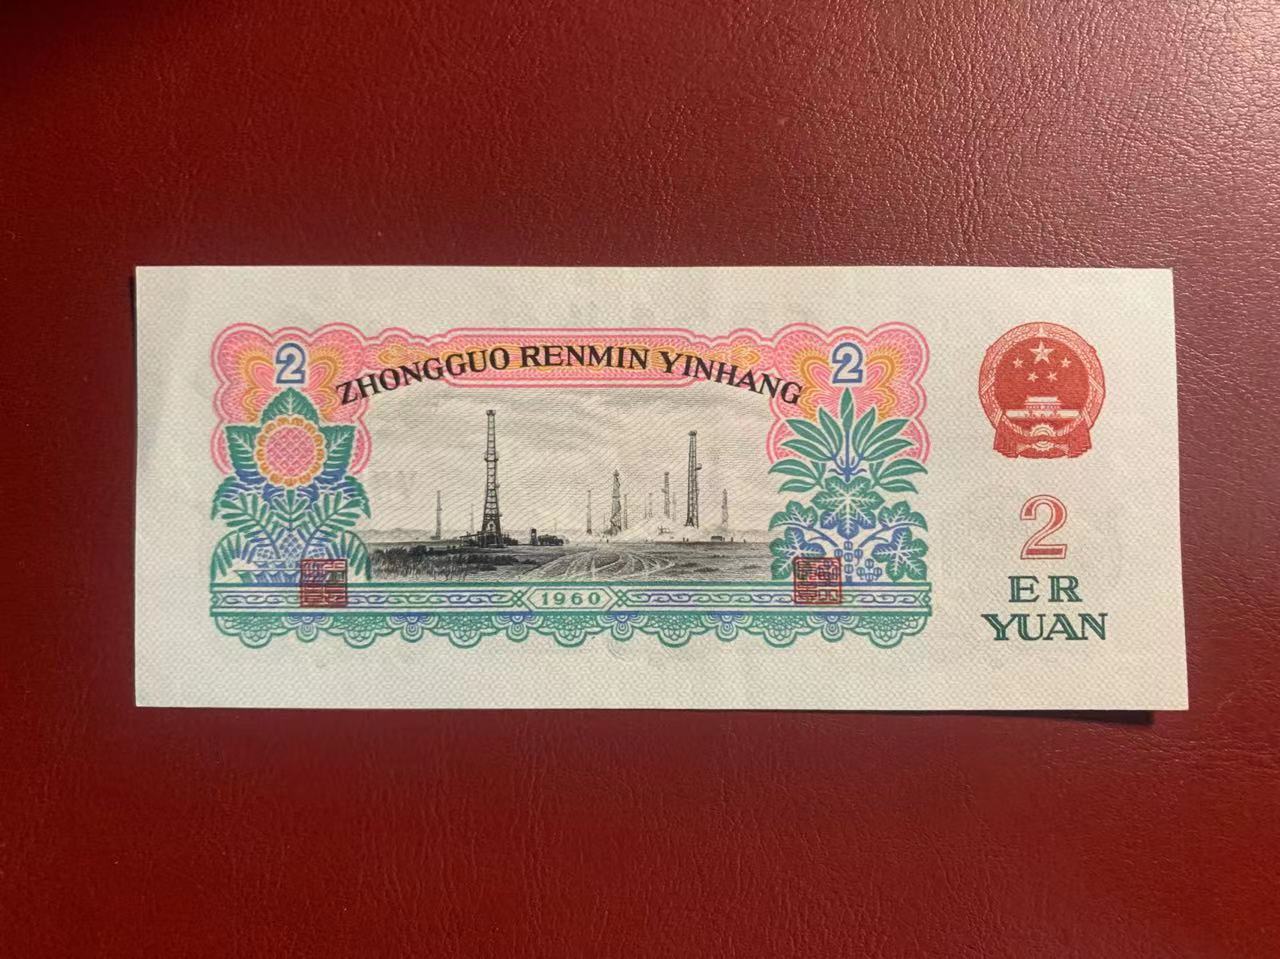 2
ZHONGGUO RENMIN YINHANG
2
1960
2
ER
YUAN